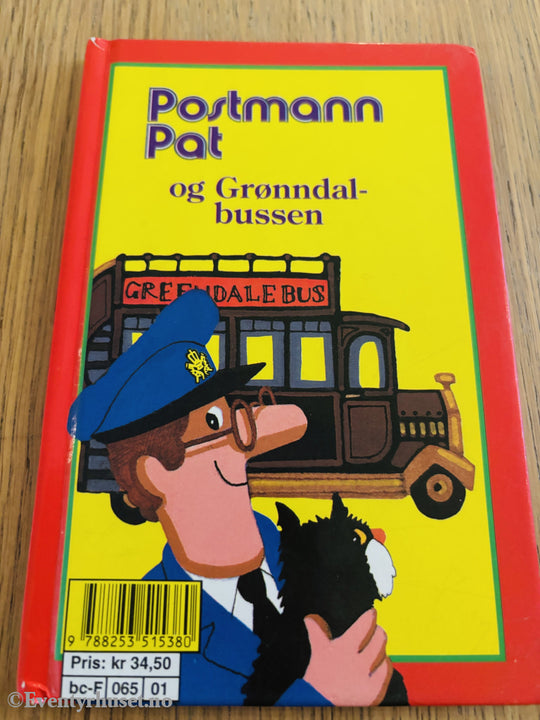 Postmann
Pat
og Grønndal-
bussen
GREENDALE BUS
9 788253 515380
Pris: kr 34,50
bc-F 065 01
©Eventyrhuset.no